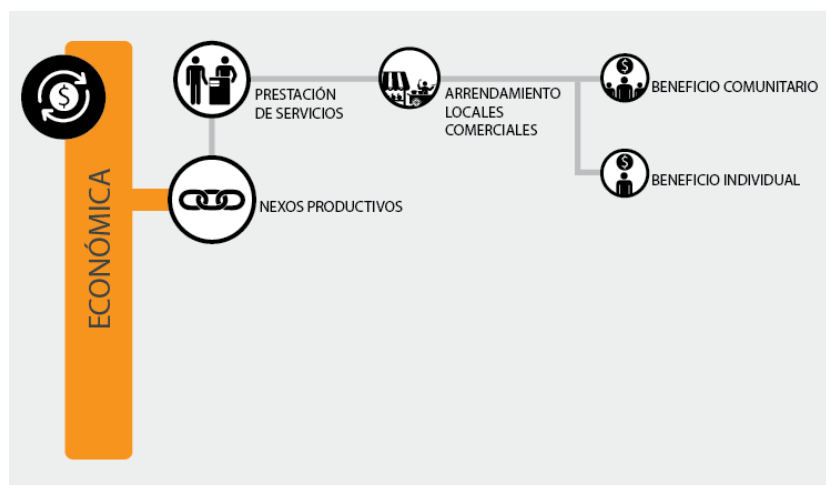 ECONÓMICA
PRESTACIÓN
DE SERVICIOS
ARRENDAMIENTO
LOCALES
COMERCIALES
BENEFICIO COMUNITARIO
BENEFICIO INDIVIDUAL
NEXOS PRODUCTIVOS